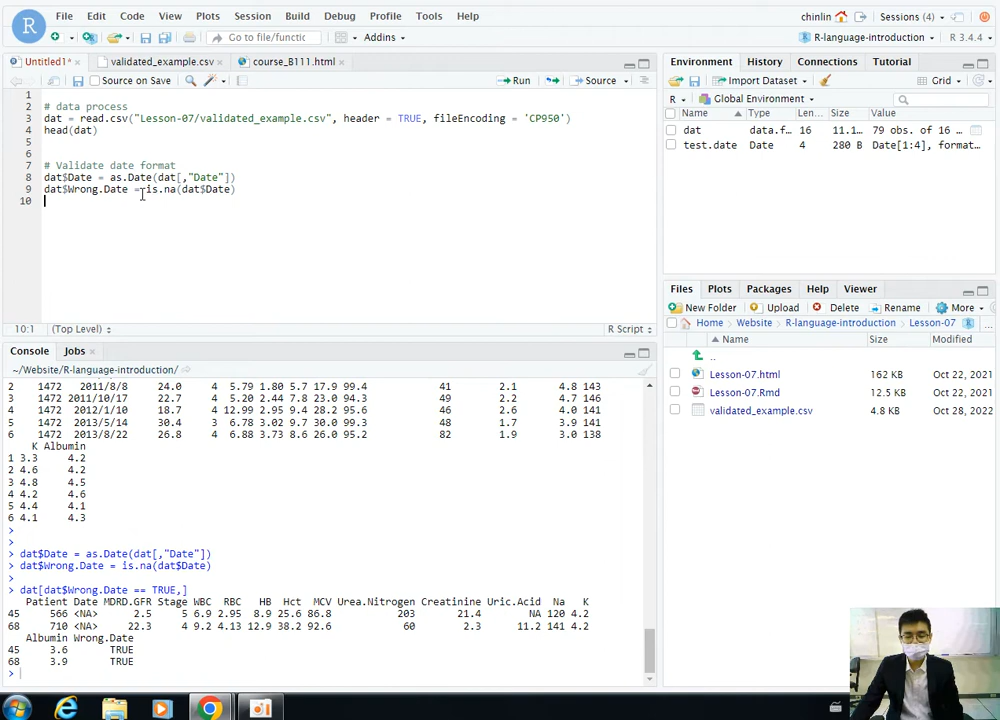 File Edit Code View Plots Session Build Debug Profile Tools Help
chinlin Sessions (4)
R
Go to file/functic Addins
R-language-introduction R 3.4.4
Untitled1* validated_example.csv course_B111.html
Source on Save Run Source
1
2 # data process
3 dat = read.csv("Lesson-07/validated_example.csv", header = TRUE, fileEncoding = 'CP950')
4 head(dat)
5
6
7 # Validate date format
8 dat$Date = as.Date(dat[,"Date"])
9 dat$Wrong.Date = is.na(dat$Date)
10
10:1 (Top Level) R Script
Console Jobs
~/Website/R-language-introduction/
2 1472 2011/8/8 24.0 4 5.79 1.80 5.7 17.9 99.4 41 2.1 4.8 143
3 1472 2011/10/17 22.7 4 5.20 2.44 7.8 23.0 94.3 49 2.2 4.7 146
4 1472 2012/1/10 18.7 4 12.99 2.95 9.4 28.2 95.6 46 2.6 4.0 141
5 1472 2013/5/14 30.4 3 6.78 3.02 9.7 30.0 99.3 48 1.7 3.9 141
6 1472 2013/8/22 26.8 4 6.88 3.73 8.6 26.0 95.2 82 1.9 3.0 138
K Albumin
1 3.3 4.2
2 4.6 4.2
3 4.8 4.5
4 4.2 4.6
5 4.4 4.1
6 4.1 4.3
>
>
> dat$Date = as.Date(dat[,"Date"])
> dat$Wrong.Date = is.na(dat$Date)
>
> dat[dat$Wrong.Date == TRUE,]
Patient Date MDRD.GFR Stage WBC RBC HB Hct MCV Urea.Nitrogen Creatinine Uric.Acid Na K
45 566 <NA> 2.5 5 6.9 2.95 8.9 25.6 86.8 203 21.4 NA 120 4.2
68 710 <NA> 22.3 4 9.2 4.13 12.9 38.2 92.6 60 2.3 11.2 141 4.2
Albumin Wrong.Date
45 3.6 TRUE
68 3.9 TRUE
>
Environment History Connections Tutorial
Import Dataset Grid
R Global Environment
Name Type Len... Size Value
dat data.f... 16 11.1... 79 obs. of 16 ...
test.date Date 4 280 B Date[1:4], format...
Files Plots Packages Help Viewer
New Folder Upload Delete Rename More
Home Website R-language-introduction Lesson-07 ...
Name Size Modified
..
Lesson-07.html 162 KB Oct 22, 2021
Lesson-07.Rmd 12.5 KB Oct 22, 2021
validated_example.csv 4.8 KB Oct 28, 2022